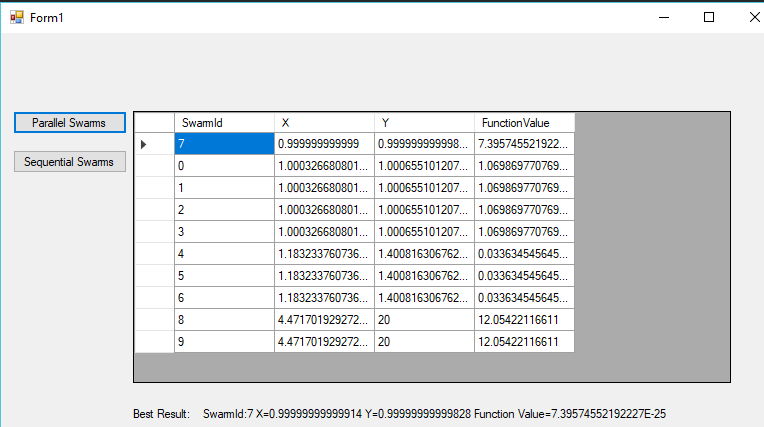 Form1
Parallel Swarms
Sequential Swarms
SwarmId X Y FunctionValue
7 0.999999999999 0.999999999998... 7.395745521922...
0 1.000326680801... 1.000655101207... 1.069869770769...
1 1.000326680801... 1.000655101207... 1.069869770769...
2 1.000326680801... 1.000655101207... 1.069869770769...
3 1.000326680801... 1.000655101207... 1.069869770769...
4 1.183233760736... 1.400816306762... 0.033634545645...
5 1.183233760736... 1.400816306762... 0.033634545645...
6 1.183233760736... 1.400816306762... 0.033634545645...
8 4.471701929272... 20 12.05422116611
9 4.471701929272... 20 12.05422116611
Best Result: SwarmId:7 X=0.99999999999914 Y=0.99999999999828 Function Value=7.39574552192227E-25